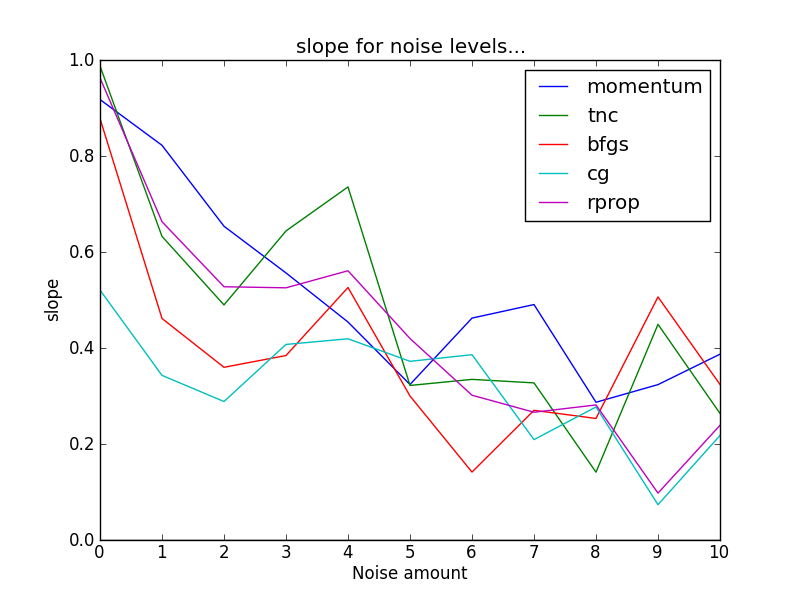 slope for noise levels...
1.0
0.8
0.6
0.4
0.2
0.0
slope
momentum
tnc
bfgs
cg
rprop
0 1 2 3 4 5 6 7 8 9 10
Noise amount